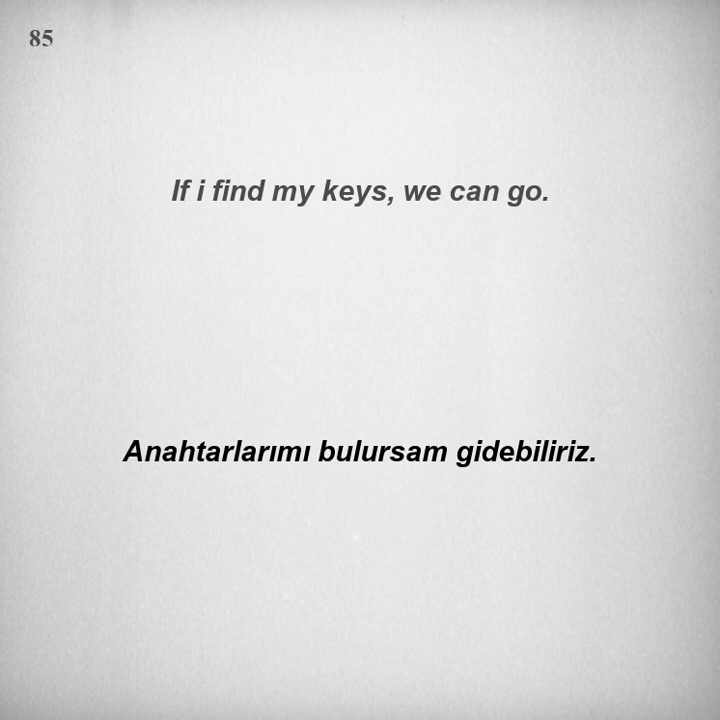 85
If i find my keys, we can go.
Anahtarlarımı bulursam gidebiliriz.